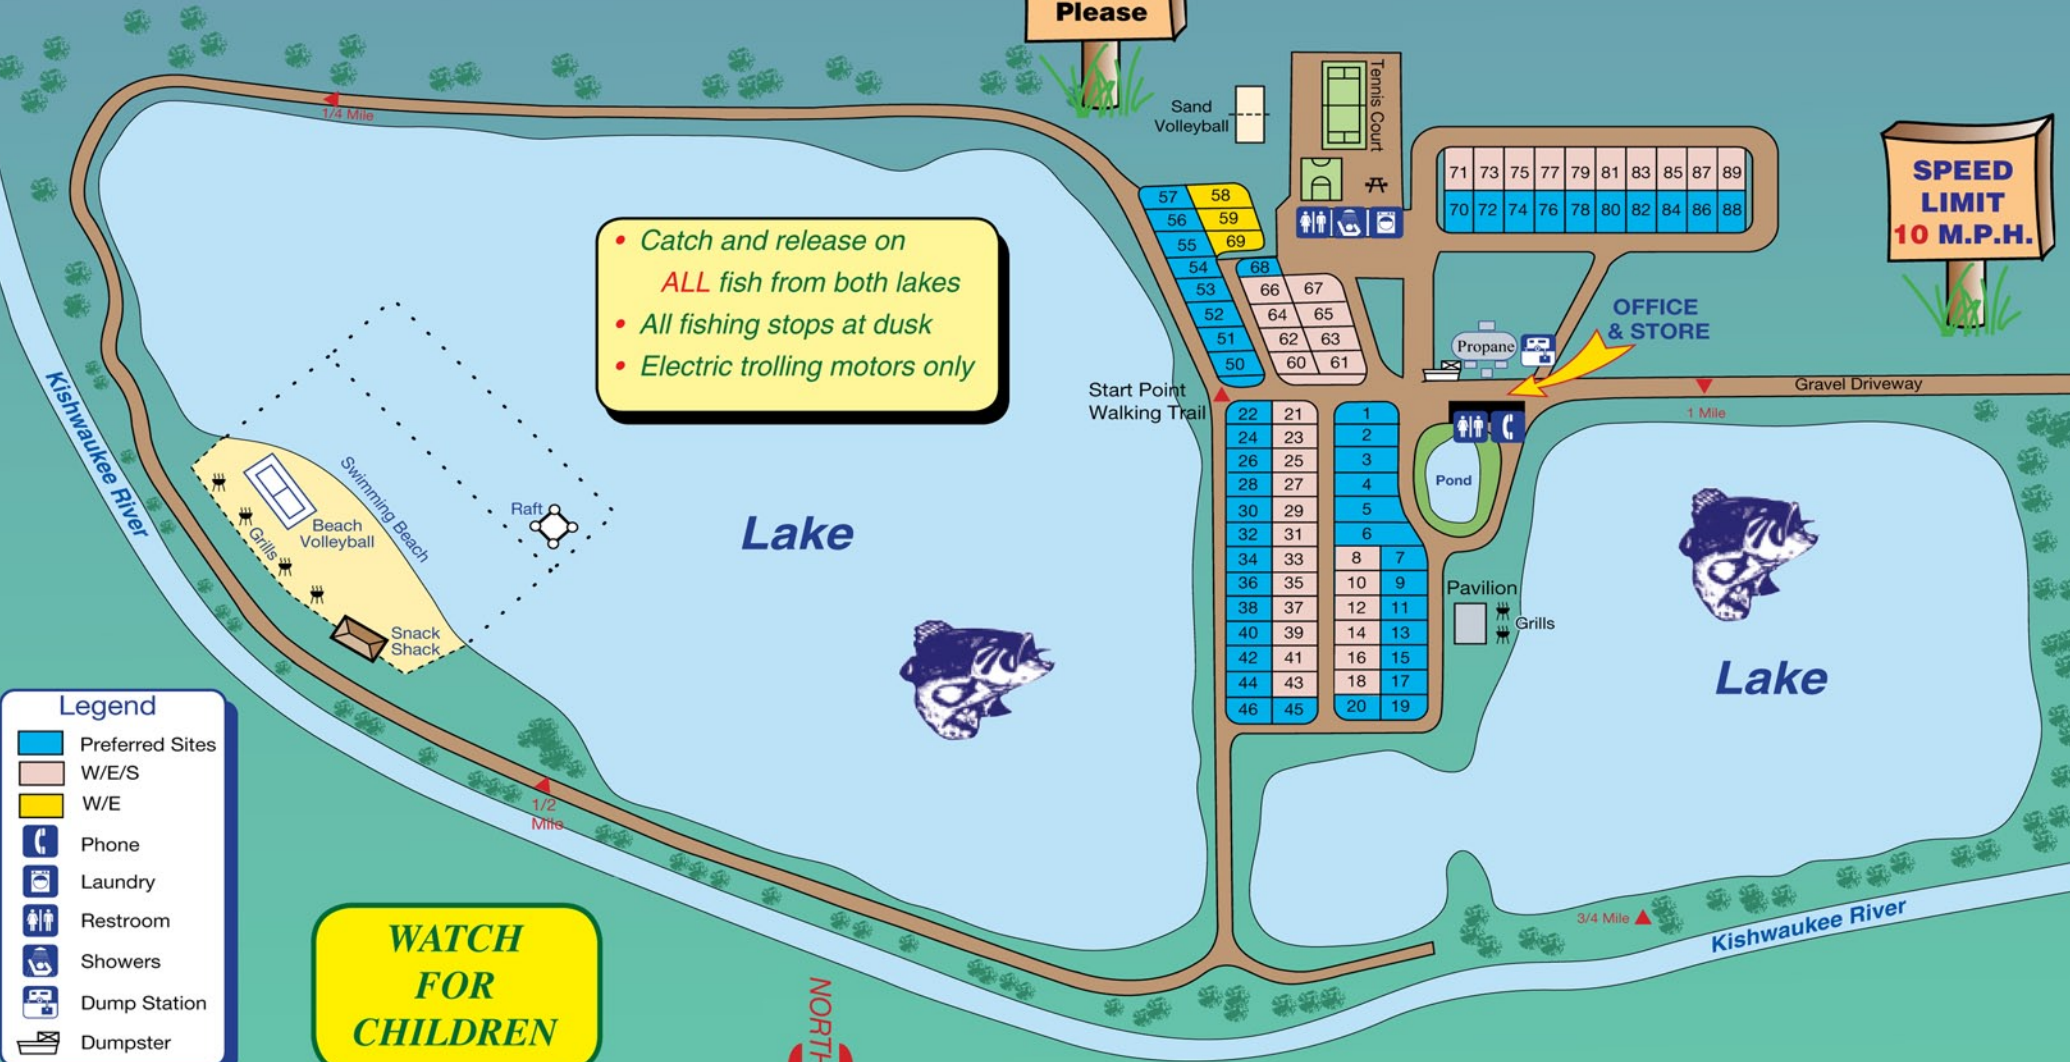 Please
1/4 Mile
Sand
Volleyball
Tennis Court
71 73 75 77 79 81 83 85 87 89
70 72 74 76 78 80 82 84 86 88
SPEED
LIMIT
10 M.P.H.
57 58
56 59
55 69
54 68
53 66 67
52 64 65
51 62 63
50 60 61
• Catch and release on
ALL fish from both lakes
• All fishing stops at dusk
• Electric trolling motors only
OFFICE
& STORE
Propane
Gravel Driveway
1 Mile
Start Point
Walking Trail
22 21 1
24 23 2
26 25 3
28 27 4
30 29 5
32 31 6
34 33 8 7
36 35 10 9
38 37 12 11
40 39 14 13
42 41 16 15
44 43 18 17
46 45 20 19
Pond
Pavilion
Grills
Kishwaukee River
Swimming Beach
Raft
Beach
Volleyball
Grills
Snack
Shack
Lake
Lake
Legend
Preferred Sites
W/E/S
W/E
Phone
Laundry
Restroom
Showers
Dump Station
Dumpster
1/2
Mile
3/4 Mile
Kishwaukee River
WATCH
FOR
CHILDREN
NORTH